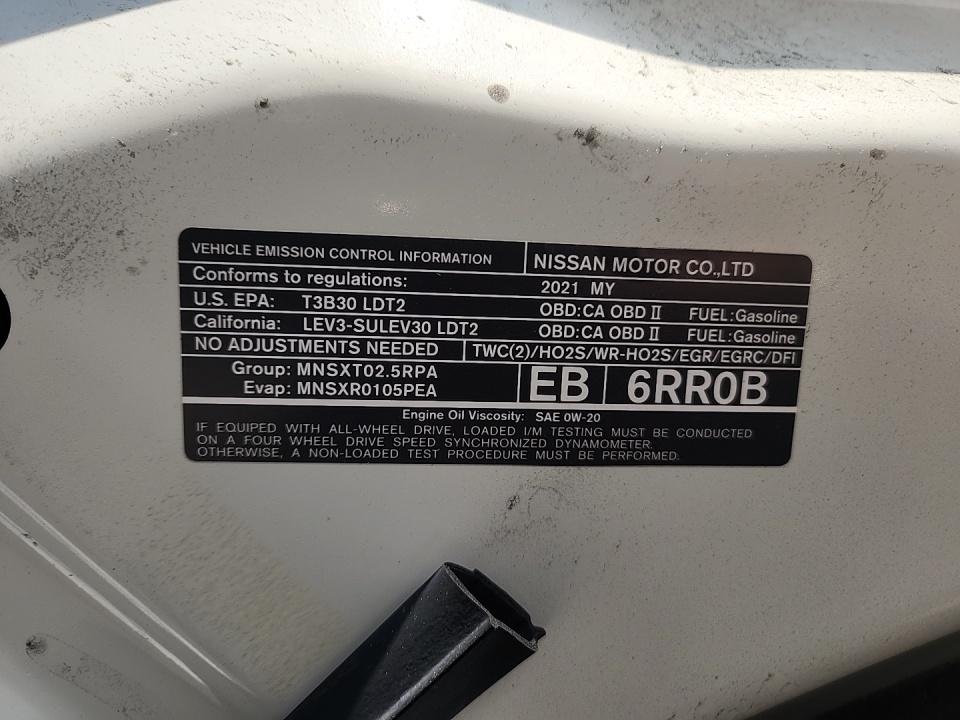 VEHICLE EMISSION CONTROL INFORMATION NISSAN MOTOR CO.,LTD
Conforms to regulations: 2021 MY
U.S. EPA: T3B30 LDT2 OBD:CA OBD II FUEL:Gasoline
California: LEV3-SULEV30 LDT2 OBD:CA OBD II FUEL:Gasoline
NO ADJUSTMENTS NEEDED TWC(2)/HO2S/WR-HO2S/EGR/EGRC/DFI
Group: MNSXT02.5RPA EB 6RR0B
Evap: MNSXR0105PEA
Engine Oil Viscosity: SAE 0W-20
IF EQUIPED WITH ALL-WHEEL DRIVE, LOADED I/M TESTING MUST BE CONDUCTED
ON A FOUR WHEEL DRIVE SPEED SYNCHRONIZED DYNAMOMETER.
OTHERWISE, A NON-LOADED TEST PROCEDURE MUST BE PERFORMED.